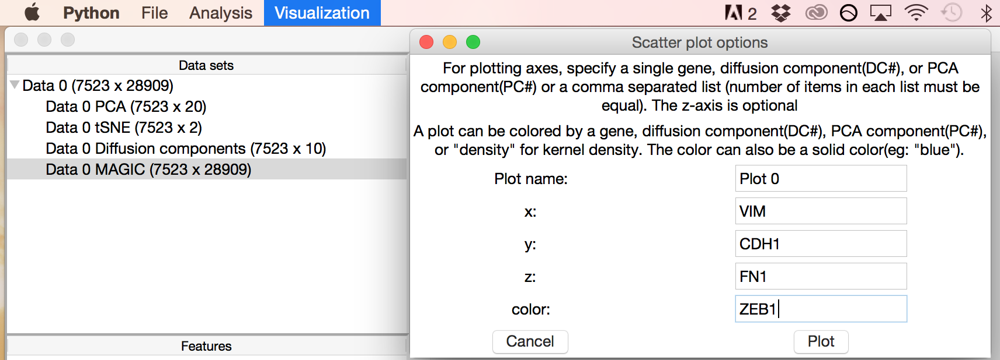 Python File Analysis Visualization 2
Data sets
Data 0 (7523 x 28909)
Data 0 PCA (7523 x 20)
Data 0 tSNE (7523 x 2)
Data 0 Diffusion components (7523 x 10)
Data 0 MAGIC (7523 x 28909)
Features
Scatter plot options
For plotting axes, specify a single gene, diffusion component(DC#), or PCA
component(PC#) or a comma separated list (number of items in each list must be
equal). The z-axis is optional
A plot can be colored by a gene, diffusion component(DC#), PCA component(PC#),
or "density" for kernel density. The color can also be a solid color(eg: "blue").
Plot name: Plot 0
x: VIM
y: CDH1
z: FN1
color: ZEB1
Cancel Plot